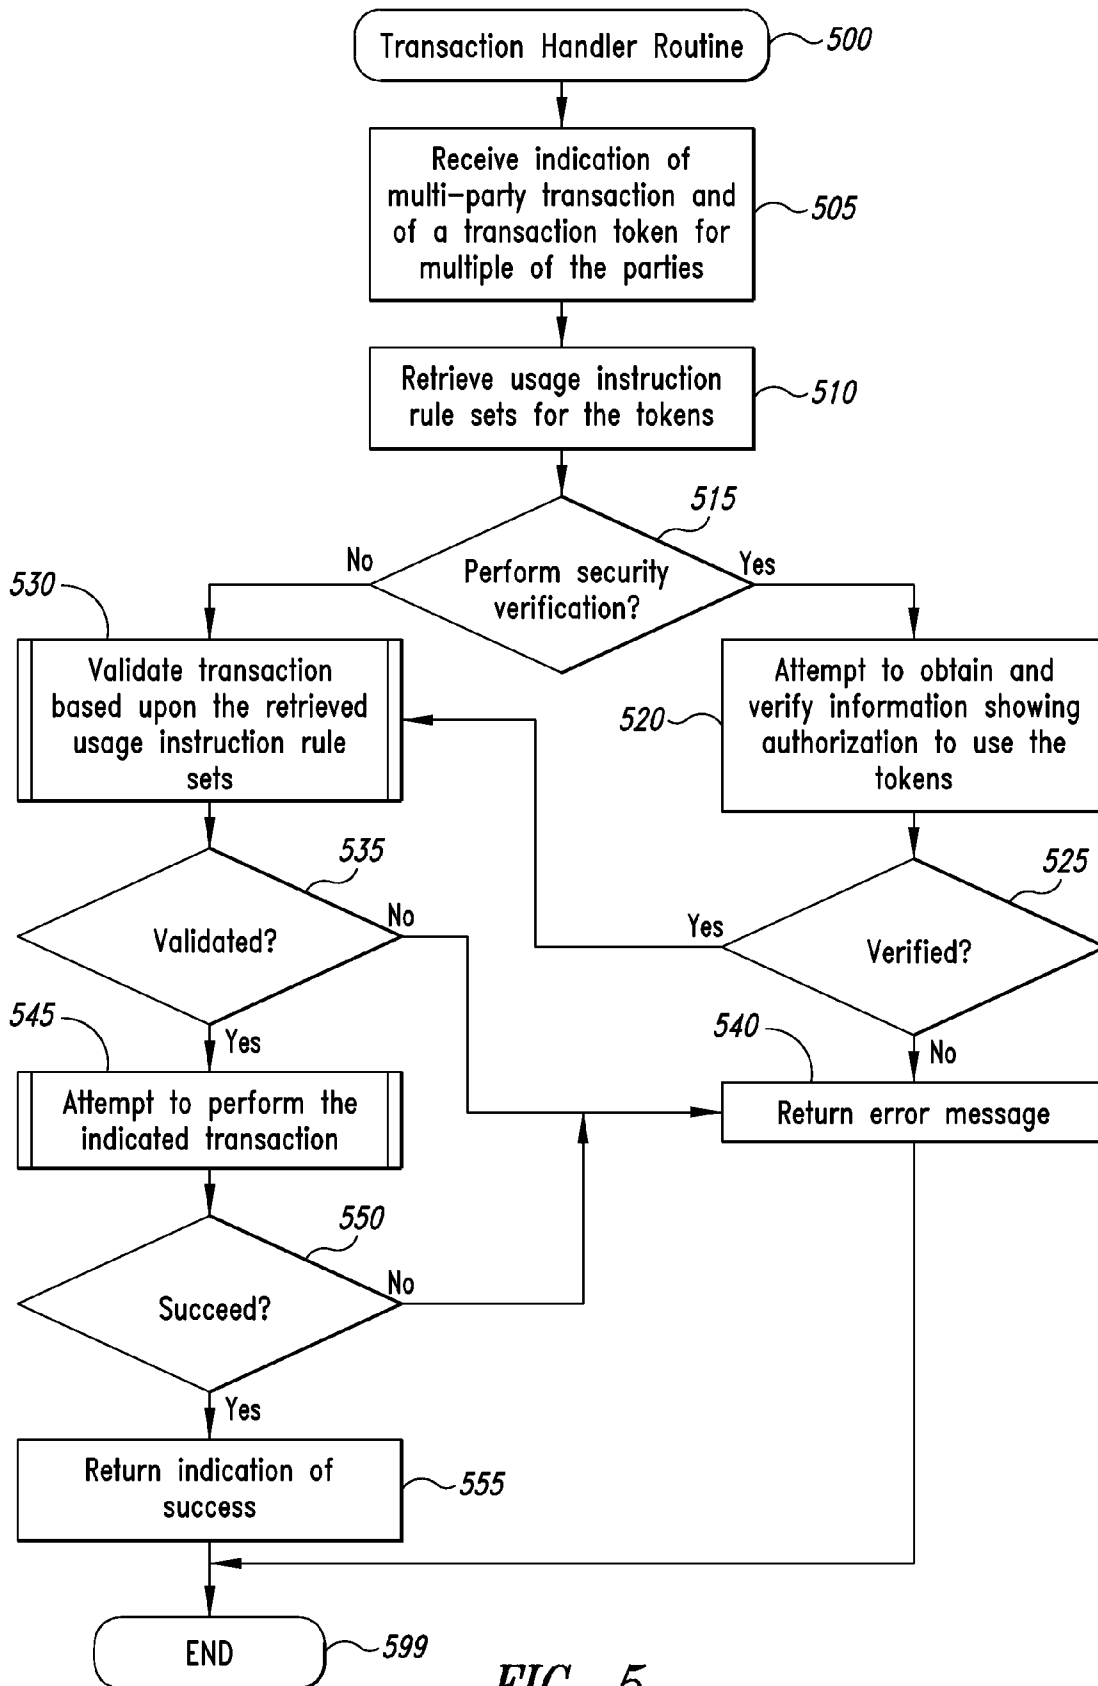 Transaction Handler Routine
500
Receive indication of
multi-party transaction and
of a transaction token for
multiple of the parties
505
Retrieve usage instruction
rule sets for the tokens
510
515
No
Perform security
verification?
Yes
530
Validate transaction
based upon the retrieved
usage instruction rule
sets
520
Attempt to obtain and
verify information showing
authorization to use the
tokens
535
Validated?
No
Yes
525
Yes
Verified?
No
545
Attempt to perform the
indicated transaction
540
Return error message
550
Succeed?
No
Yes
Return indication of
success
555
END
599
FIG. 5